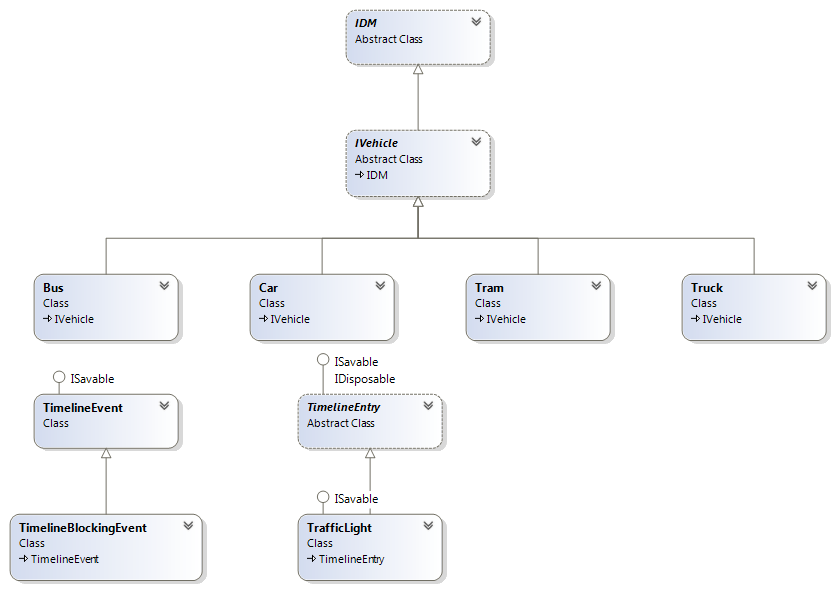 IDM
Abstract Class
IVehicle
Abstract Class
IDM
Bus
Class
IVehicle
Car
Class
IVehicle
Tram
Class
IVehicle
Truck
Class
IVehicle
ISavable
TimelineEvent
Class
ISavable
IDisposable
TimelineEntry
Abstract Class
TimelineBlockingEvent
Class
TimelineEvent
ISavable
TrafficLight
Class
TimelineEntry